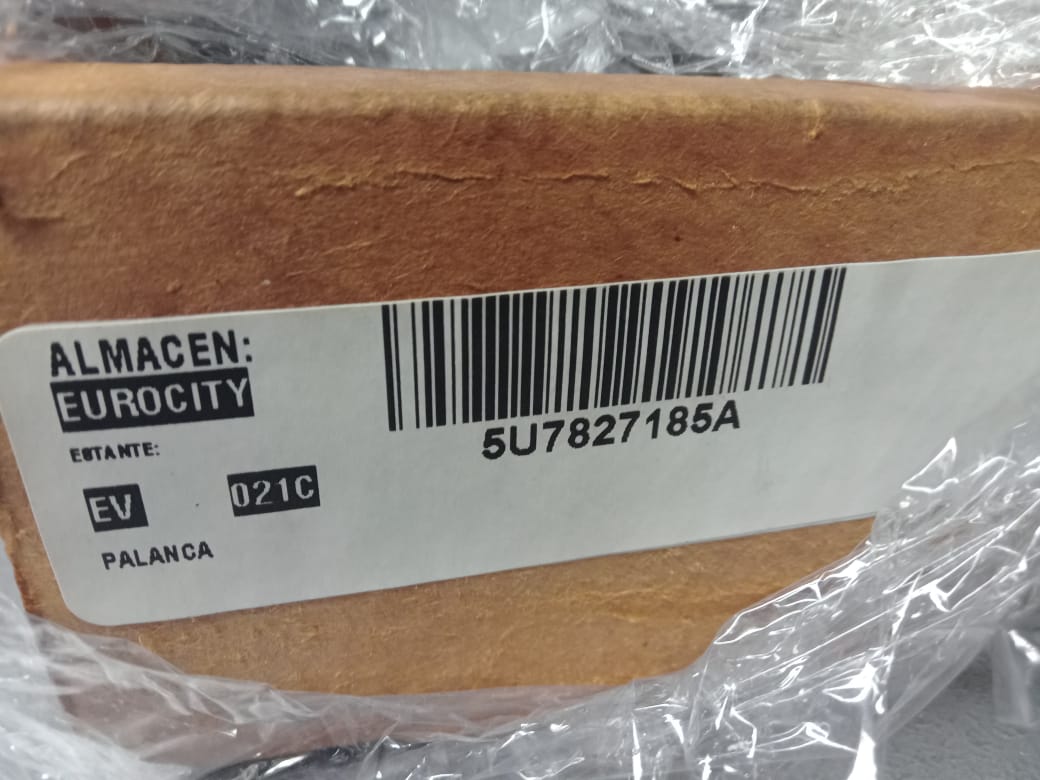 ALMACEN:
EUROCITY
5U7827185A
ESTANTE:
EV 021C
PALANCA